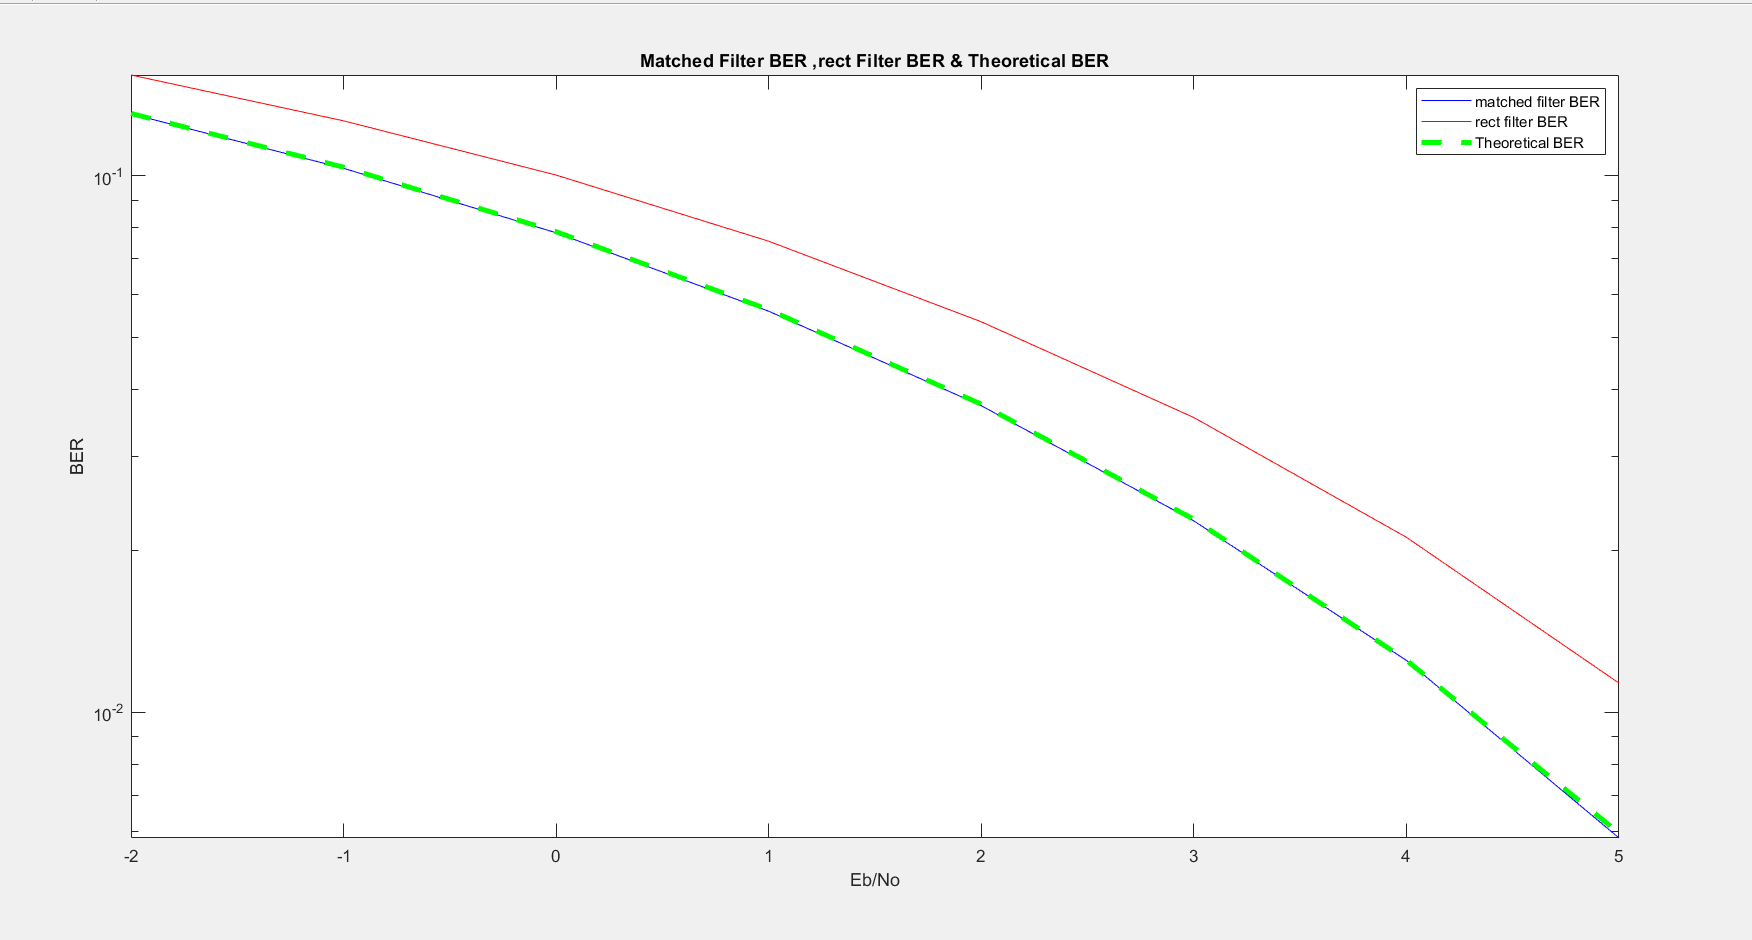 Matched Filter BER ,rect Filter BER & Theoretical BER
matched filter BER
rect filter BER
Theoretical BER
10-1
10-2
BER
-2 -1 0 1 2 3 4 5
Eb/No